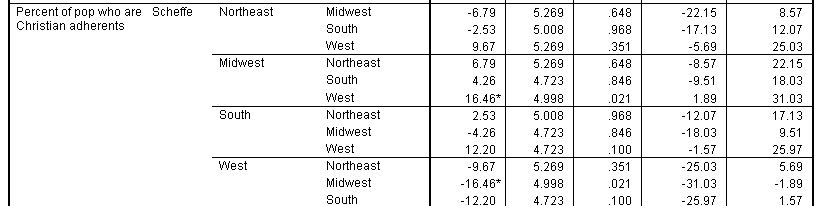 Percent of pop who are Scheffe Northeast Midwest -6.79 5.269 .648 -22.15 8.57
Christian adherents South -2.53 5.008 .968 -17.13 12.07
West 9.67 5.269 .351 -5.69 25.03
Midwest Northeast 6.79 5.269 .648 -8.57 22.15
South 4.26 4.723 .846 -9.51 18.03
West 16.46* 4.998 .021 1.89 31.03
South Northeast 2.53 5.008 .968 -12.07 17.13
Midwest -4.26 4.723 .846 -18.03 9.51
West 12.20 4.723 .100 -1.57 25.97
West Northeast -9.67 5.269 .351 -25.03 5.69
Midwest -16.46* 4.998 .021 -31.03 -1.89
South -12.20 4.723 .100 -25.97 1.57